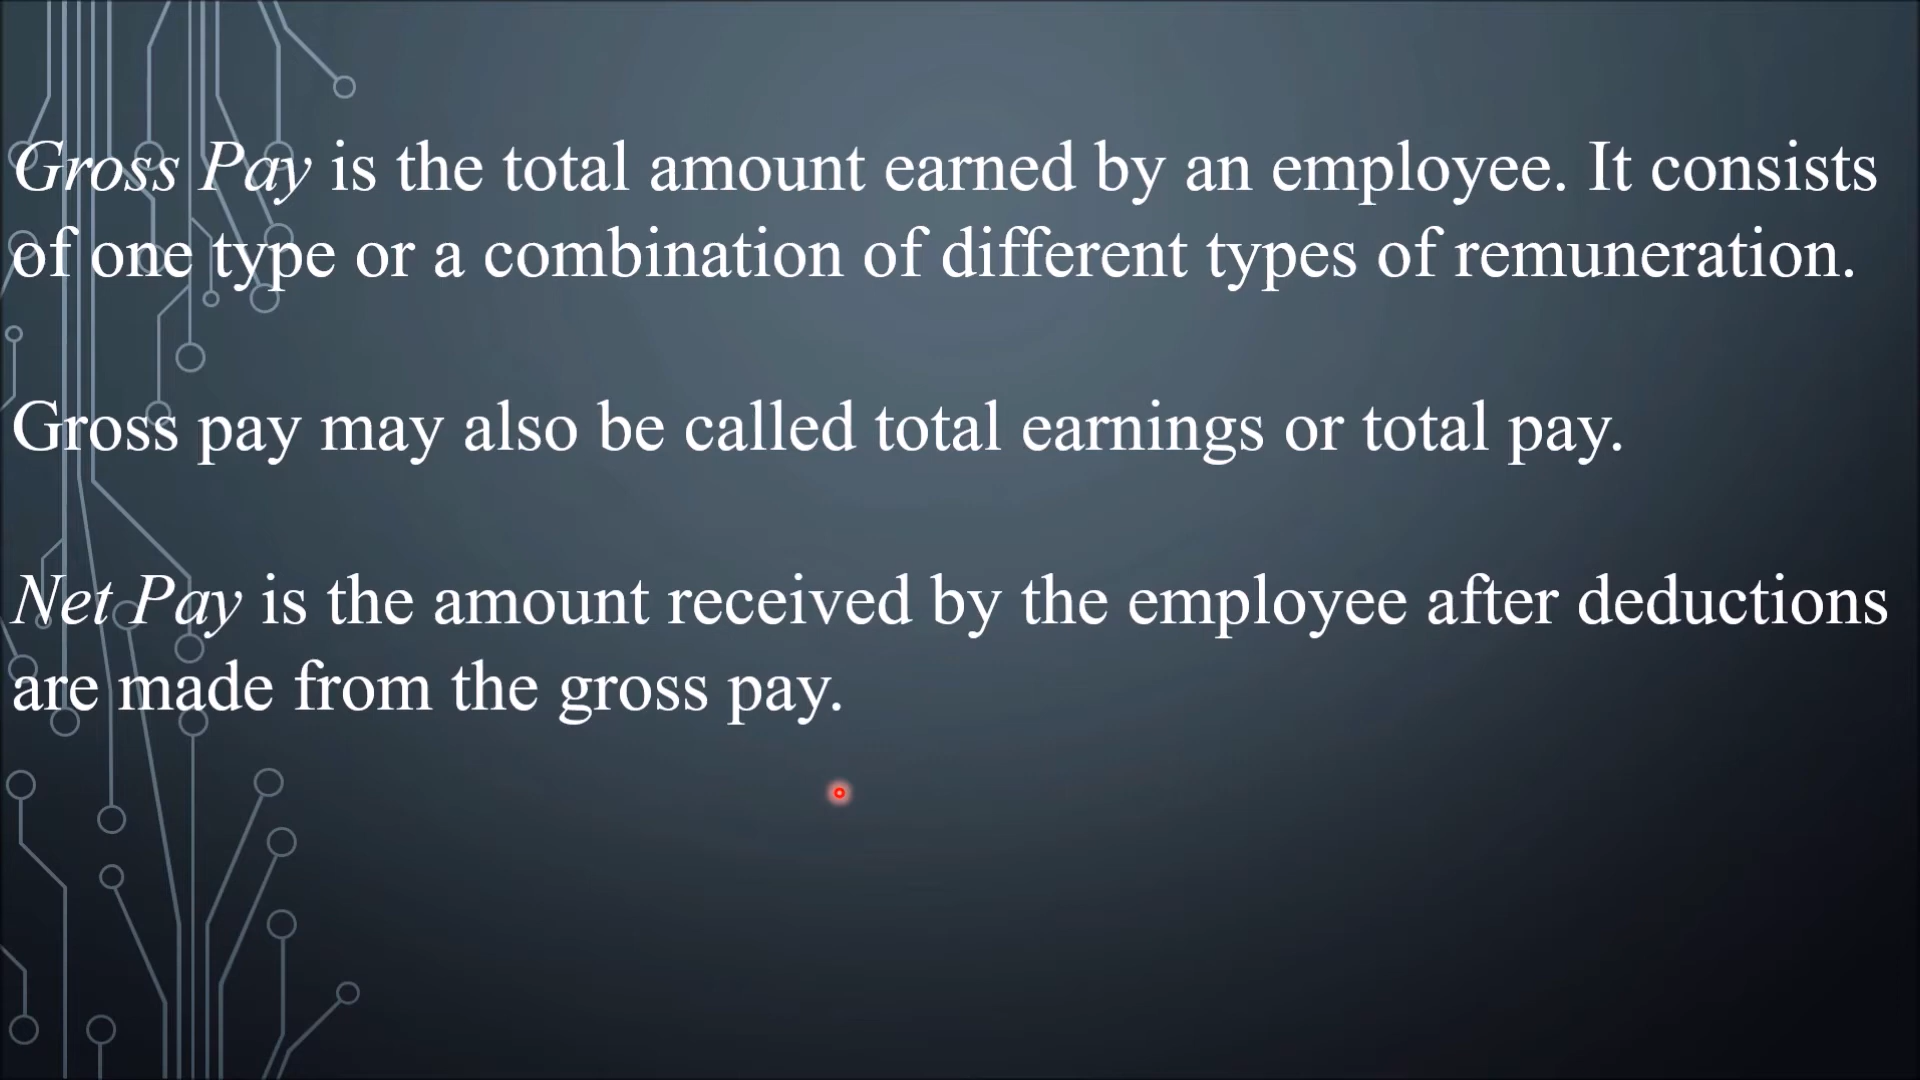 Gross Pay is the total amount earned by an employee. It consists
of one type or a combination of different types of remuneration.
Gross pay may also be called total earnings or total pay.
Net Pay is the amount received by the employee after deductions
are made from the gross pay.